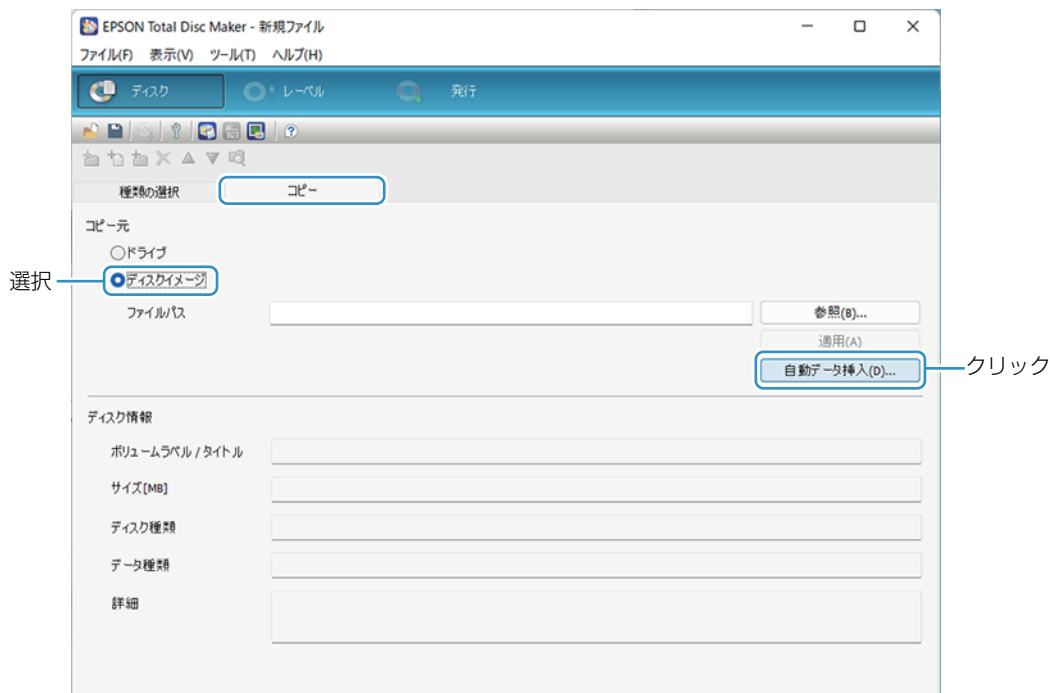 EPSON Total Disc Maker - 新規ファイル
ファイル(F) 表示(V) ツール(T) ヘルプ(H)
ディスク レーベル 発行
種類の選択 コピー
コピー元
ドライブ
選択 ディスクイメージ
ファイルパス 参照(B)...
適用(A)
自動データ挿入(D)... クリック
ディスク情報
ボリュームラベル / タイトル
サイズ[MB]
ディスク種類
データ種類
詳細